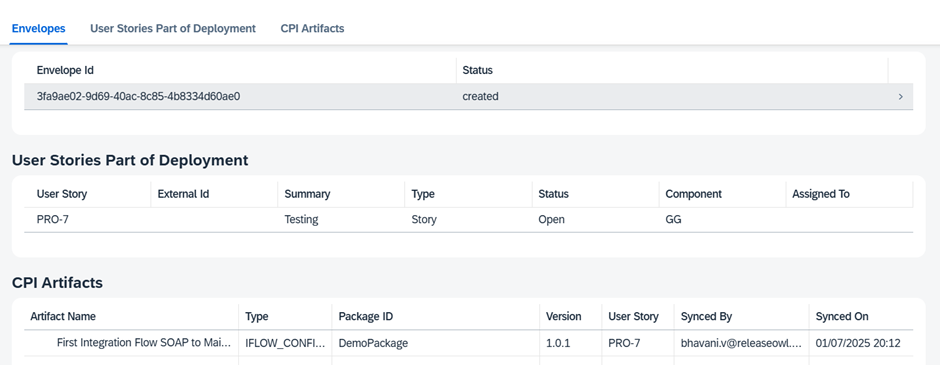 Envelopes User Stories Part of Deployment CPI Artifacts
Envelope Id Status
3fa9ae02-9d69-40ac-8c85-4b8334d60ae0 created
User Stories Part of Deployment
User Story External Id Summary Type Status Component Assigned To
PRO-7 Testing Story Open GG
CPI Artifacts
Artifact Name Type Package ID Version User Story Synced By Synced On
First Integration Flow SOAP to Mai... IFLOW_CONFI... DemoPackage 1.0.1 PRO-7 bhavani.v@releaseowl.... 01/07/2025 20:12